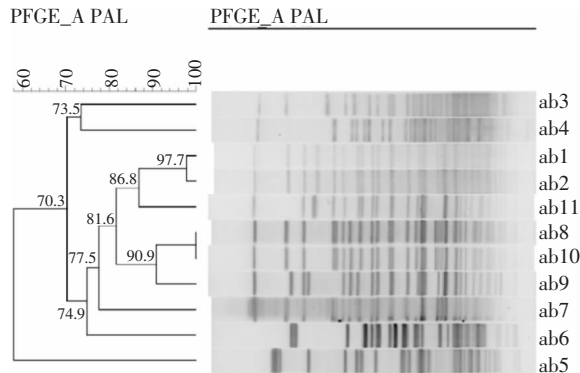 PFGE_A PAL
PFGE_A PAL
60 70 80 90 100
ab3
73.5
ab4
97.7
ab1
86.8
ab2
70.3
ab11
81.6
ab8
90.9
ab10
77.5
ab9
74.9
ab7
ab6
ab5